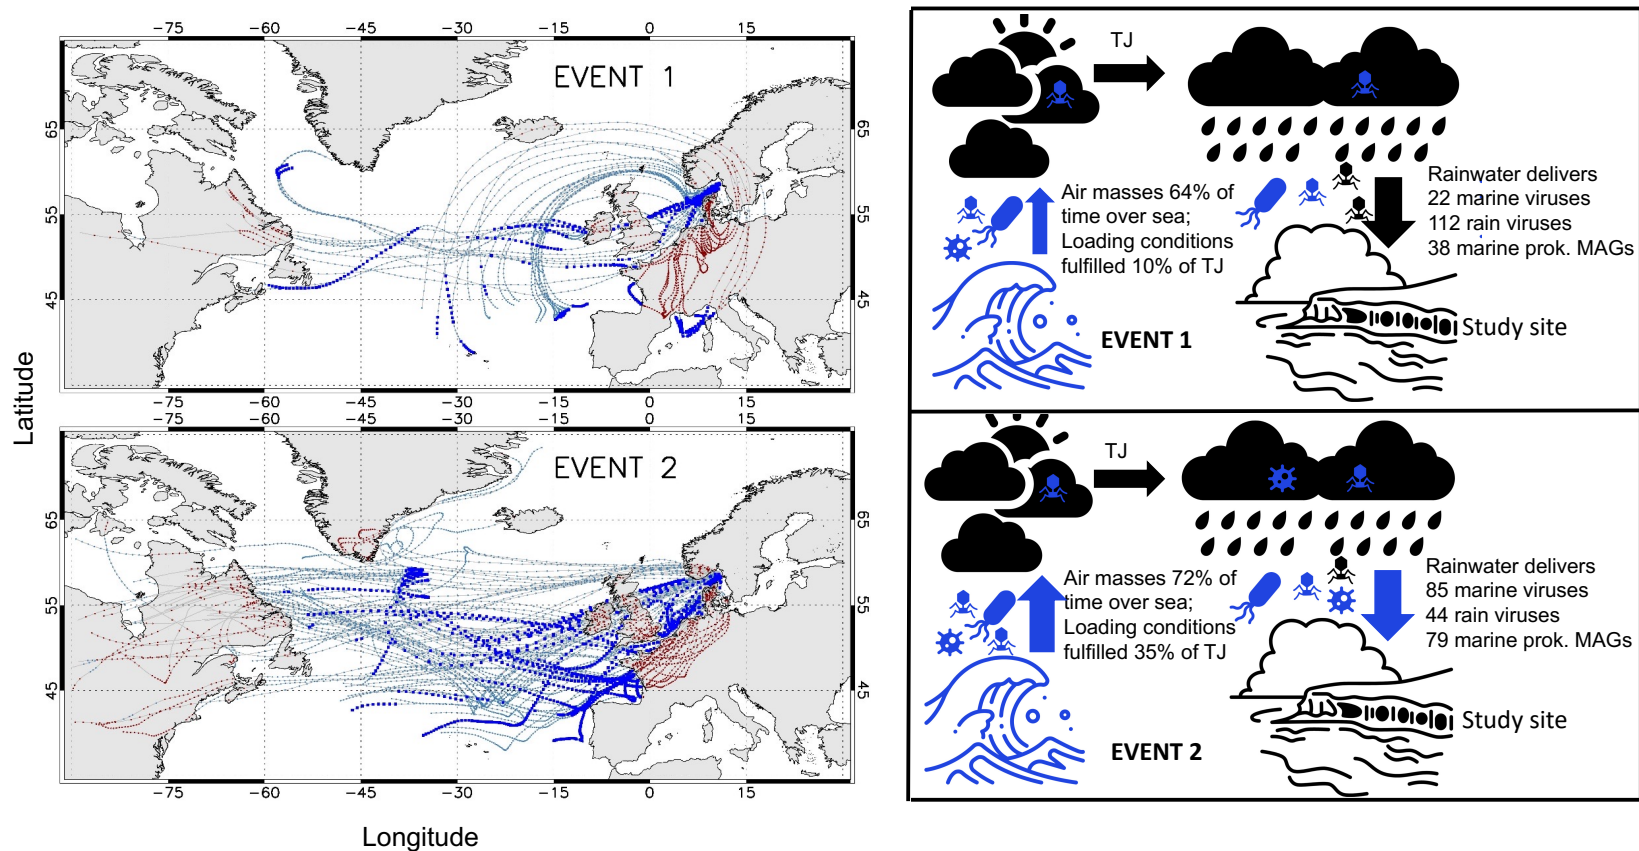 −75 −60 −45 −30 −15 0 15
EVENT 1
65 65
55 55
45 45
−75 −60 −45 −30 −15 0 15
Latitude
−75 −60 −45 −30 −15 0 15
EVENT 2
65 65
55 55
45 45
−75 −60 −45 −30 −15 0 15
Longitude
TJ
Air masses 64% of
time over sea;
Loading conditions
fulfilled 10% of TJ
Rainwater delivers
22 marine viruses
112 rain viruses
38 marine prok. MAGs
EVENT 1
Study site
TJ
Air masses 72% of
time over sea;
Loading conditions
fulfilled 35% of TJ
Rainwater delivers
85 marine viruses
44 rain viruses
79 marine prok. MAGs
EVENT 2
Study site